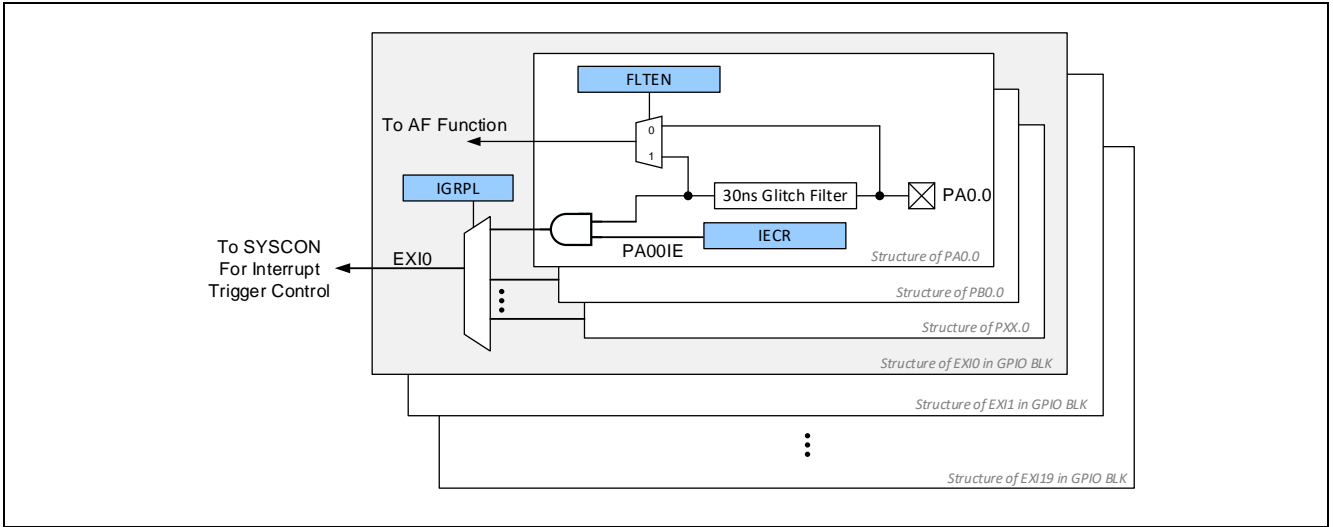 FLTEN
To AF Function
0
1
IGRPL
30ns Glitch Filter
PA0.0
IECR
PA00IE
Structure of PA0.0
To SYSCON
For Interrupt
Trigger Control
EXI0
Structure of PB0.0
Structure of PXX.0
Structure of EXI0 in GPIO BLK
Structure of EXI1 in GPIO BLK
Structure of EXI19 in GPIO BLK